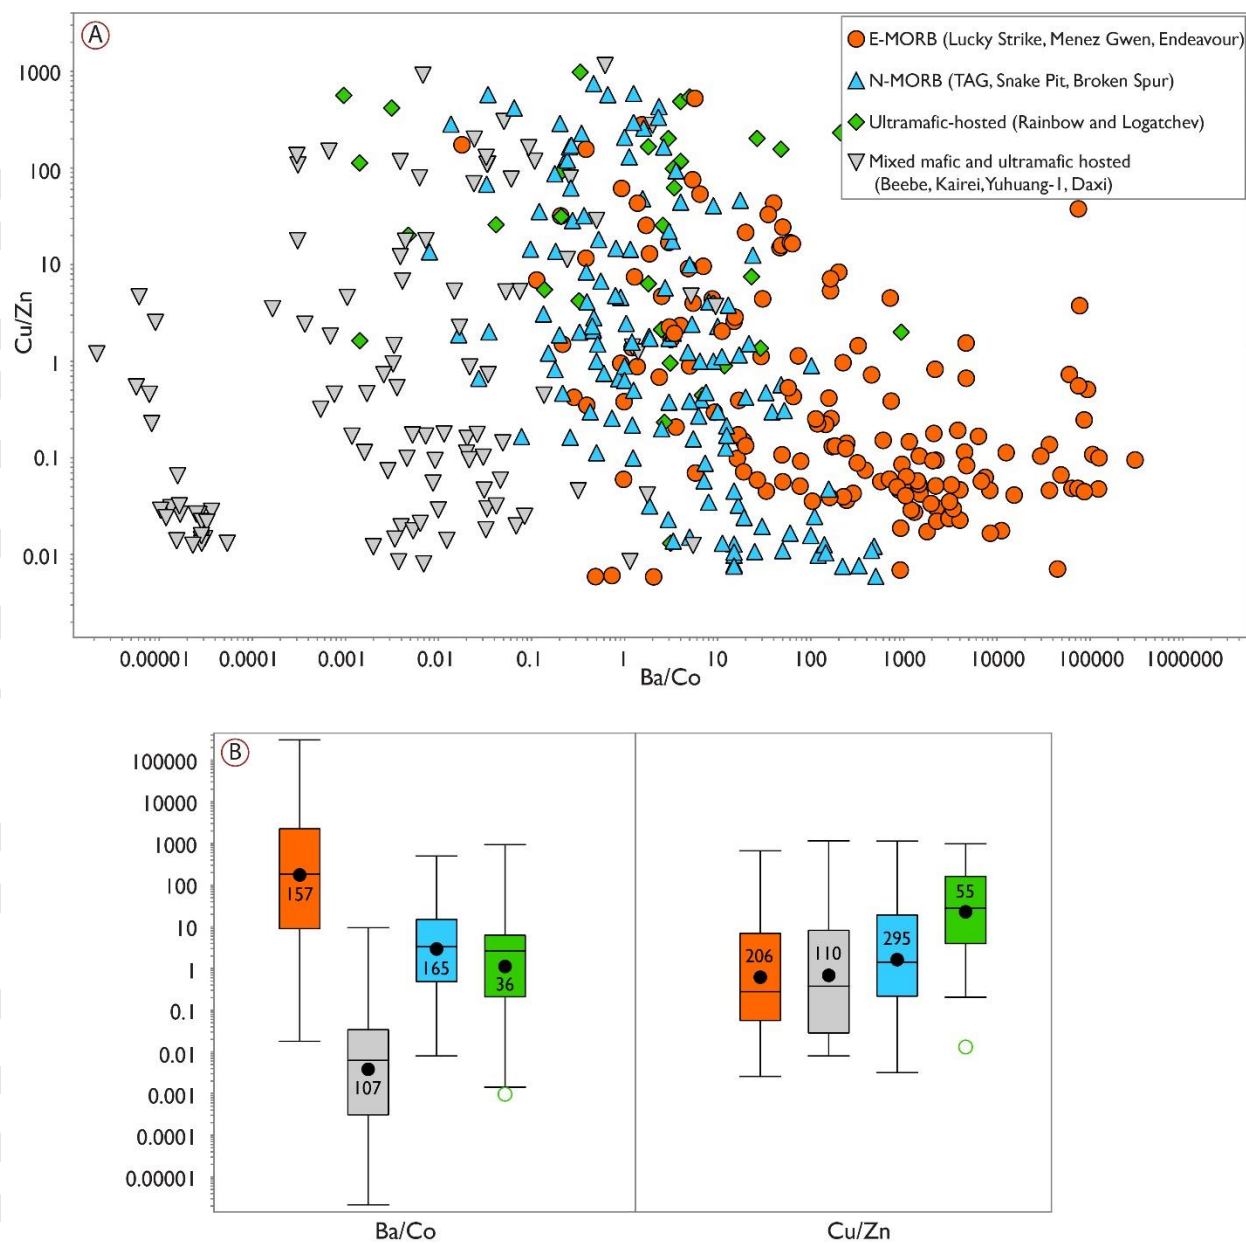 A
E-MORB (Lucky Strike, Menez Gwen, Endeavour)
N-MORB (TAG, Snake Pit, Broken Spur)
Ultramafic-hosted (Rainbow and Logatchev)
Mixed mafic and ultramafic hosted
(Beebe, Kairei, Yuhuang-1, Daxi)
Cu/Zn
1000
100
10
1
0.1
0.01
0.00001 0.0001 0.001 0.01 0.1 1 10 100 1000 10000 100000 1000000
Ba/Co
B
100000
10000
1000
100
10
1
0.1
0.01
0.001
0.0001
0.00001
157
107
165
36
206
110
295
55
Ba/Co
Cu/Zn